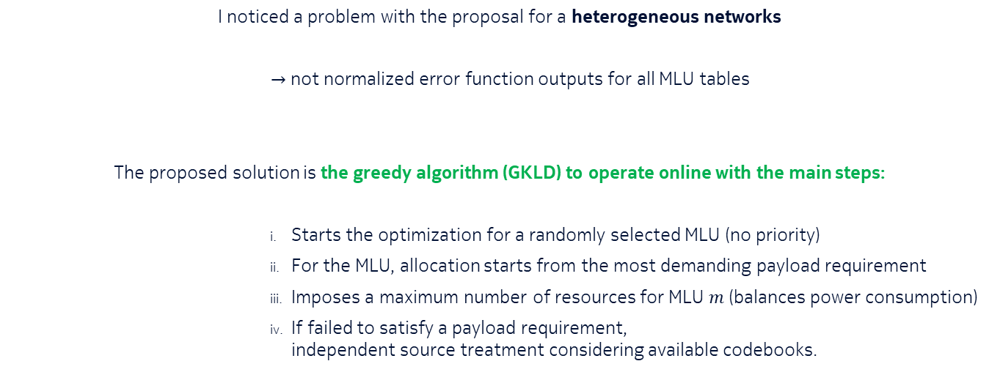 I noticed a problem with the proposal for a heterogeneous networks
→ not normalized error function outputs for all MLU tables
The proposed solution is the greedy algorithm (GKLD) to operate online with the main steps:
i. Starts the optimization for a randomly selected MLU (no priority)
ii. For the MLU, allocation starts from the most demanding payload requirement
iii. Imposes a maximum number of resources for MLU m (balances power consumption)
iv. If failed to satisfy a payload requirement,
independent source treatment considering available codebooks.